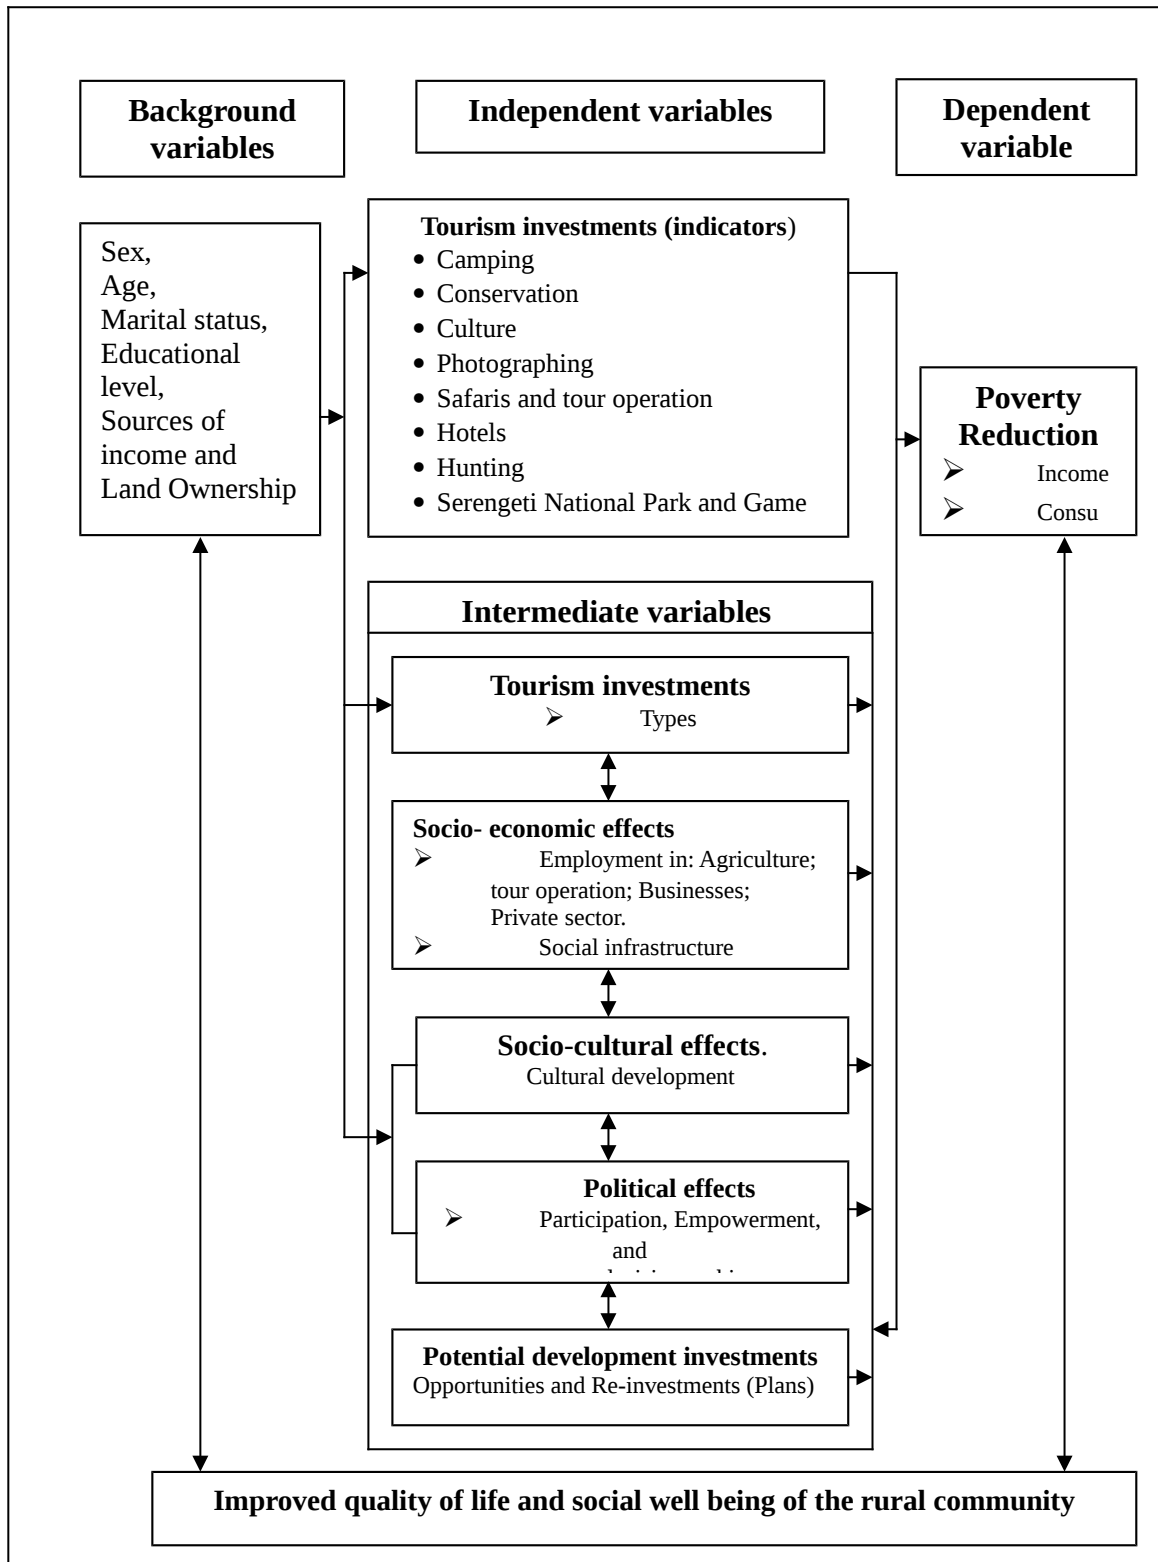 Background
variables
Independent variables
Dependent
variable
Sex,
Age,
Marital status,
Educational
level,
Sources of
income and
Land Ownership
Tourism investments (indicators)
• Camping
• Conservation
• Culture
• Photographing
• Safaris and tour operation
• Hotels
• Hunting
• Serengeti National Park and Game
Poverty
Reduction
➢ Income
➢ Consu
Intermediate variables
Tourism investments
➢ Types
Socio- economic effects
➢ Employment in: Agriculture;
tour operation; Businesses;
Private sector.
➢ Social infrastructure
Socio-cultural effects.
Cultural development
Political effects
➢ Participation, Empowerment,
and
Potential development investments
Opportunities and Re-investments (Plans)
Improved quality of life and social well being of the rural community